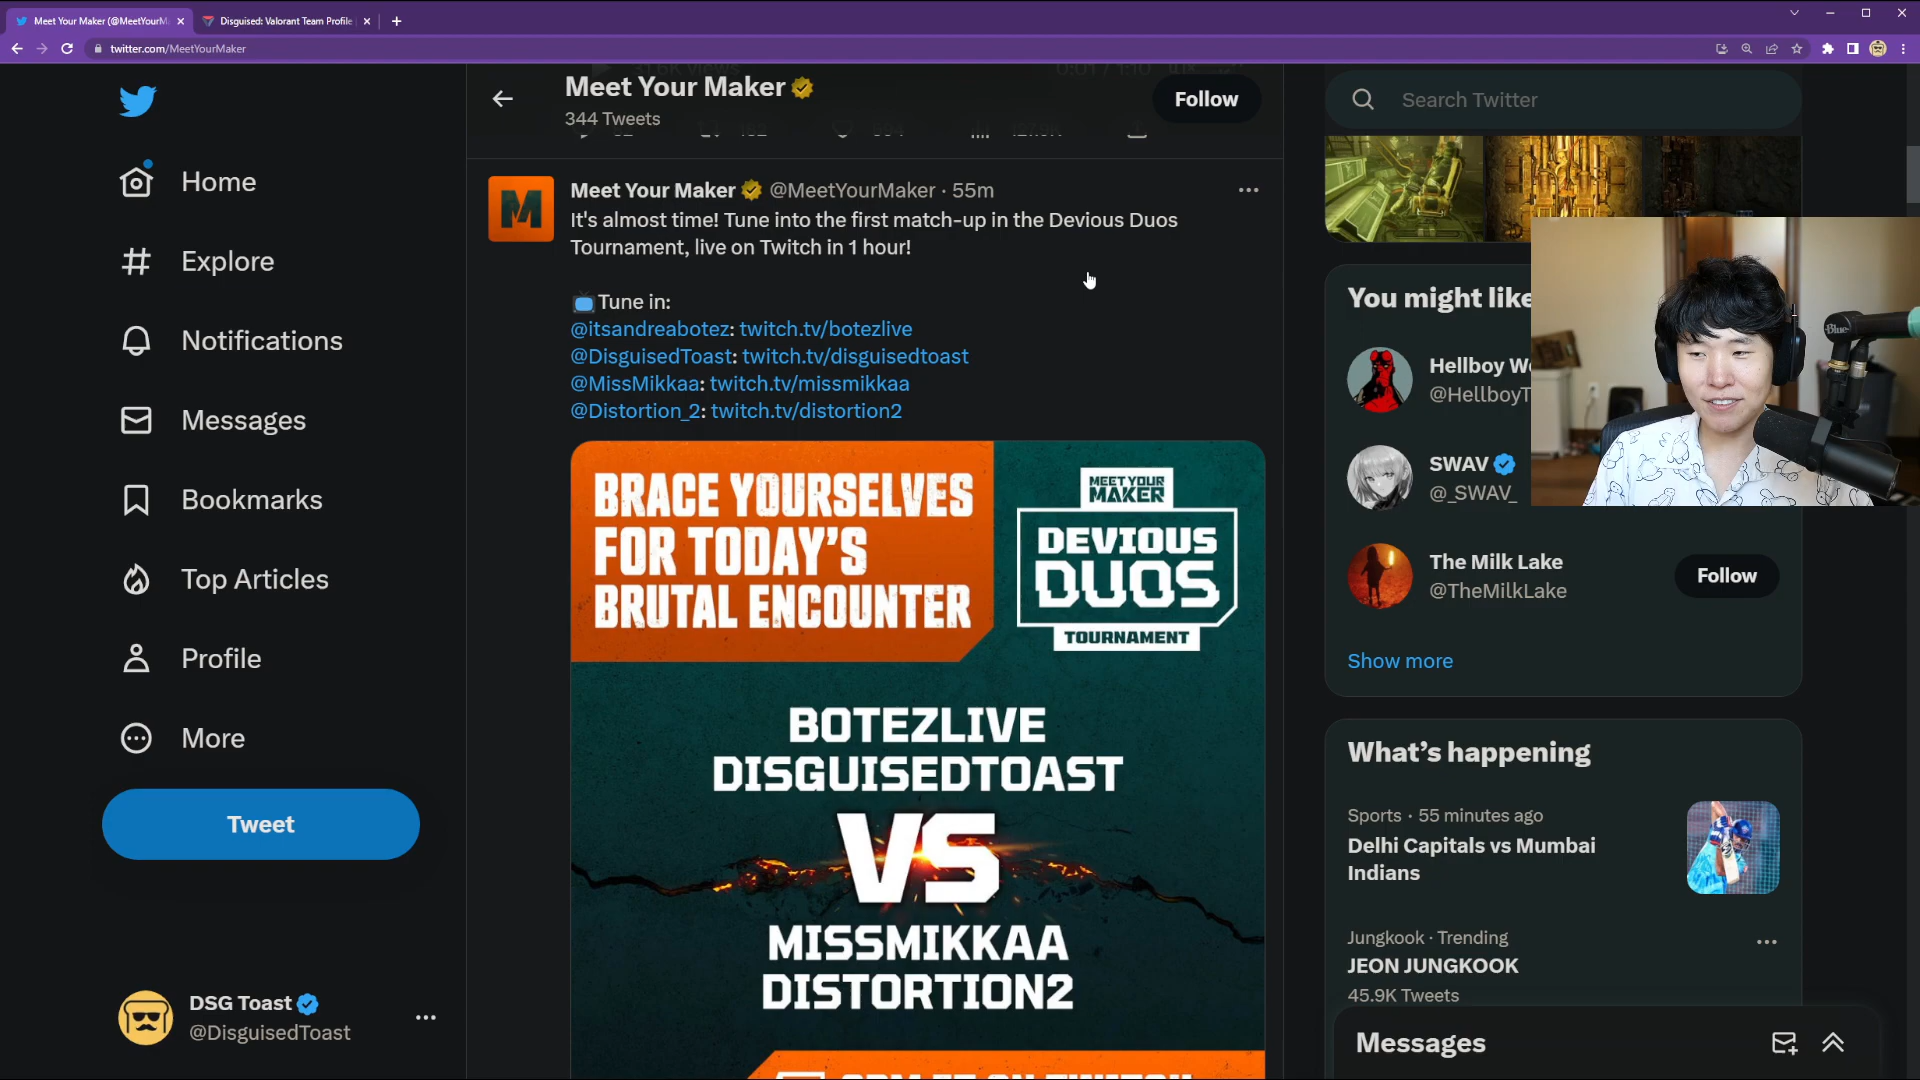 Meet Your Maker (@MeetYourM
Disguised: Valorant Team Profile
twitter.com/MeetYourMaker
Home
Explore
Notifications
Messages
Bookmarks
Top Articles
Profile
More
Tweet
DSG Toast
@DisguisedToast
Meet Your Maker
344 Tweets
Follow
Meet Your Maker @MeetYourMaker · 55m
It's almost time! Tune into the first match-up in the Devious Duos
Tournament, live on Twitch in 1 hour!
Tune in:
@itsandreabotez: twitch.tv/botezlive
@DisguisedToast: twitch.tv/disguisedtoast
@MissMikkaa: twitch.tv/missmikkaa
@Distortion_2: twitch.tv/distortion2
BRACE YOURSELVES
FOR TODAY'S
BRUTAL ENCOUNTER
MEET YOUR
MAKER
DEVIOUS
DUOS
TOURNAMENT
BOTEZLIVE
DISGUISEDTOAST
VS
MISSMIKKAA
DISTORTION2
Search Twitter
You might like
Hellboy W
@HellboyT
SWAV
@_SWAV_
The Milk Lake
@TheMilkLake
Follow
Show more
Blue
What's happening
Sports · 55 minutes ago
Delhi Capitals vs Mumbai
Indians
Jungkook · Trending
JEON JUNGKOOK
45.9K Tweets
Messages